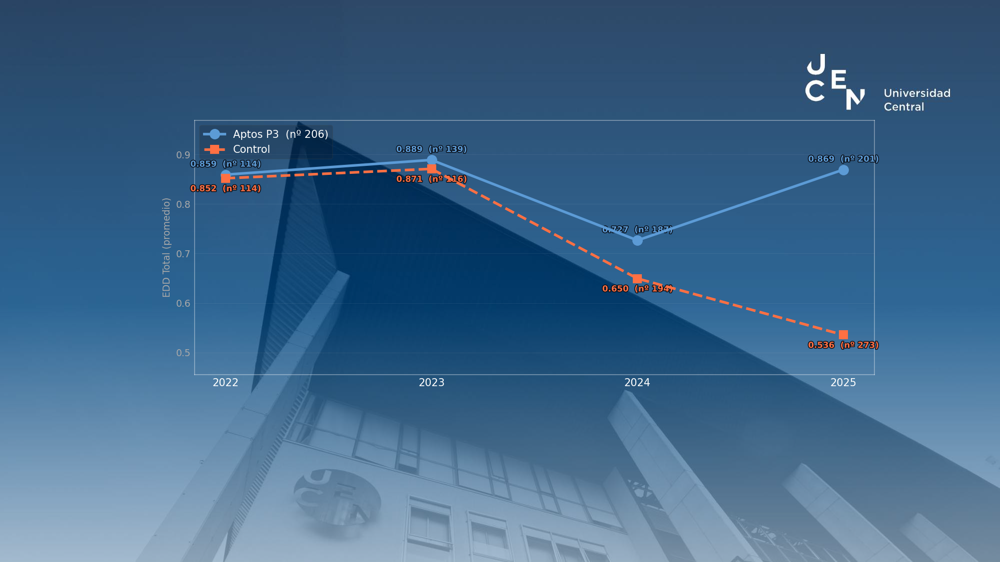 U
E
C
N
Universidad
Central
Aptos P3 (nº 206)
Control
0.889 (nº 139)
0.9
0.859 (nº 114)
0.869 (nº 201)
0.871 (nº 116)
0.852 (nº 114)
0.8
0.727 (nº 187)
EDD Total (promedio)
0.7
0.650 (nº 194)
0.6
0.536 (nº 273)
0.5
2022
2023
2024
2025
U
E
C
N